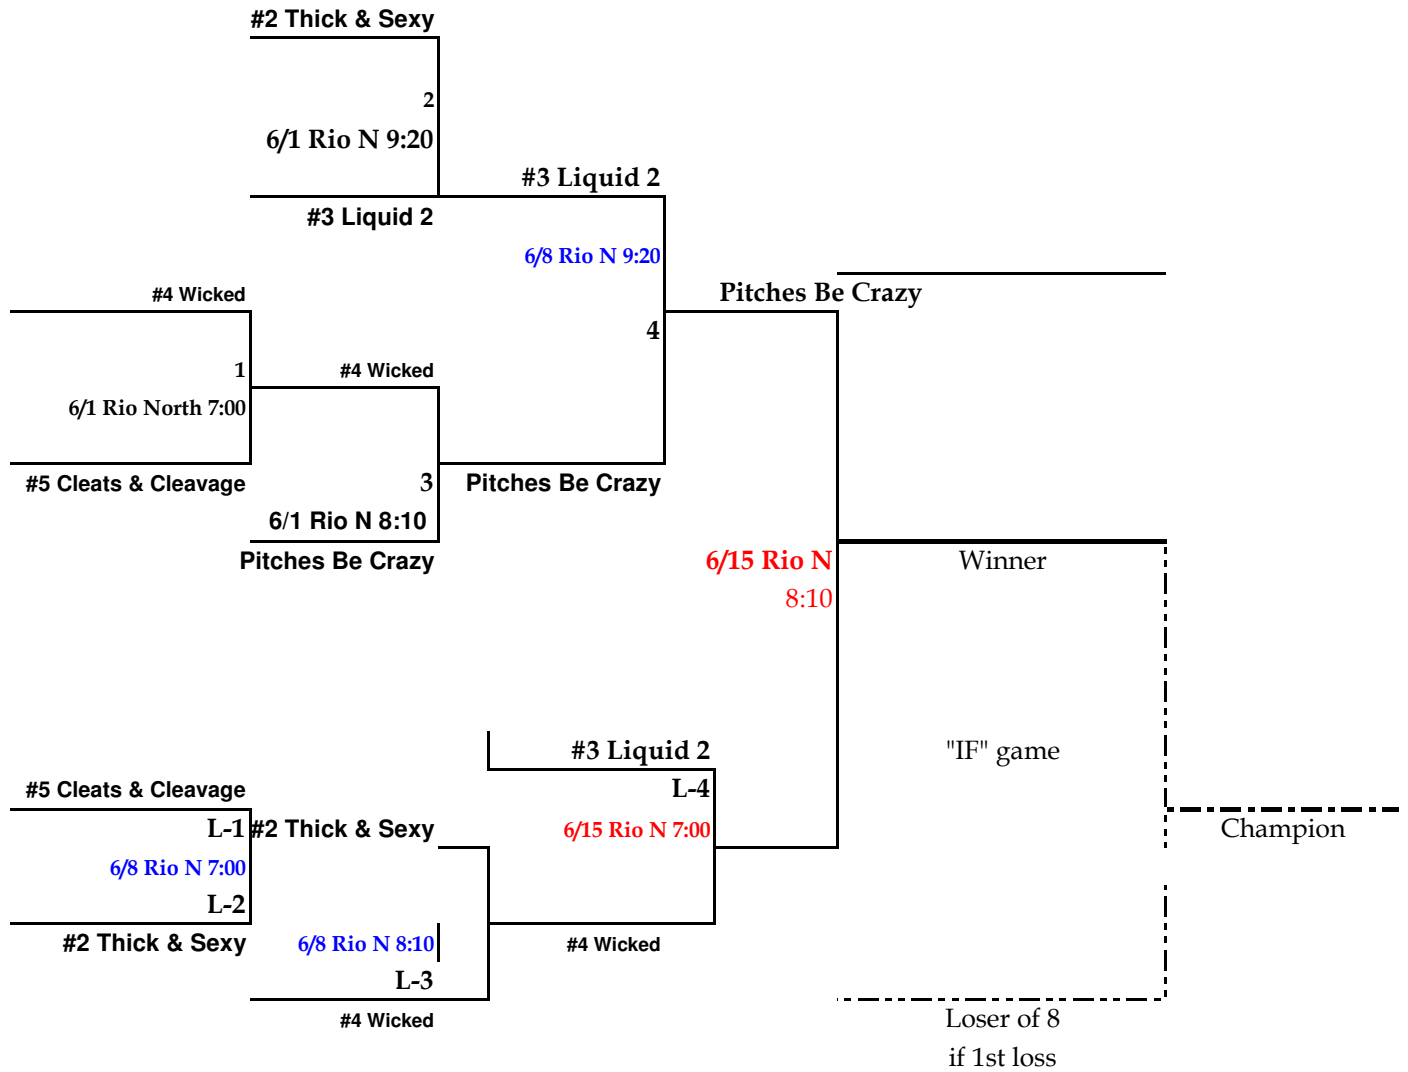 #2 Thick & Sexy
2
6/1 Rio N 9:20
#3 Liquid 2
#3 Liquid 2
6/8 Rio N 9:20
#4 Wicked
Pitches Be Crazy
4
1
#4 Wicked
6/1 Rio North 7:00
#5 Cleats & Cleavage
3
Pitches Be Crazy
6/1 Rio N 8:10
Pitches Be Crazy
6/15 Rio N
8:10
Winner
#3 Liquid 2
"IF" game
#5 Cleats & Cleavage
L-4
L-1
#2 Thick & Sexy
6/15 Rio N 7:00
Champion
6/8 Rio N 7:00
L-2
#2 Thick & Sexy
6/8 Rio N 8:10
#4 Wicked
L-3
#4 Wicked
Loser of 8
if 1st loss